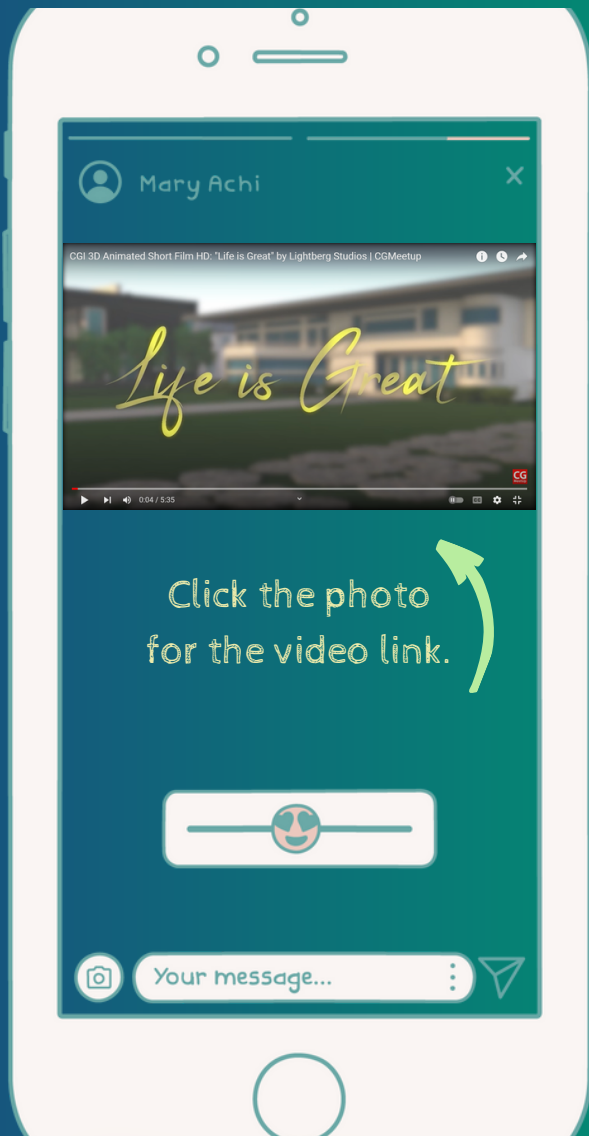 Mary Achi
CGI 3D Animated Short Film HD: "Life is Great" by Lightberg Studios | CGMeetup
Life is Great
CG
0:04 / 5:35
Click the photo
for the video link.
Your message...